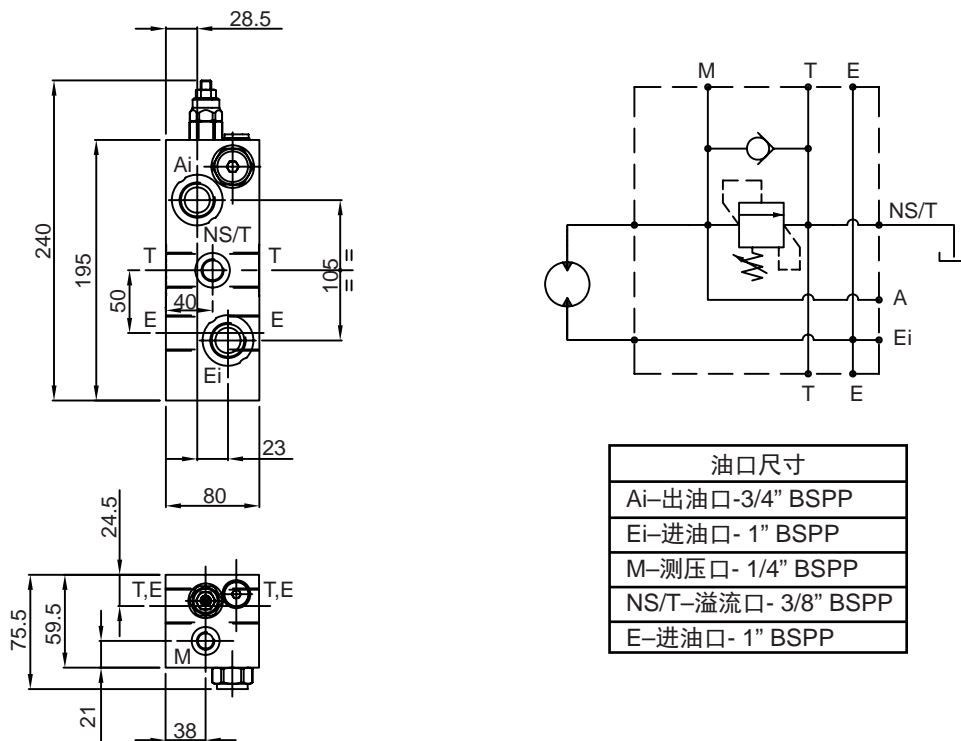 28.5
240
195
Ai
NS/T
T
T
105
=
=
50
40
E
E
Ei
23
80
24.5
75.5
59.5
T,E
T,E
M
21
38
M
T
E
NS/T
A
Ei
T
E
油口尺寸
Ai–出油口-3/4” BSPP
Ei–进油口- 1” BSPP
M–测压口- 1/4” BSPP
NS/T–溢流口- 3/8” BSPP
E–进油口- 1” BSPP